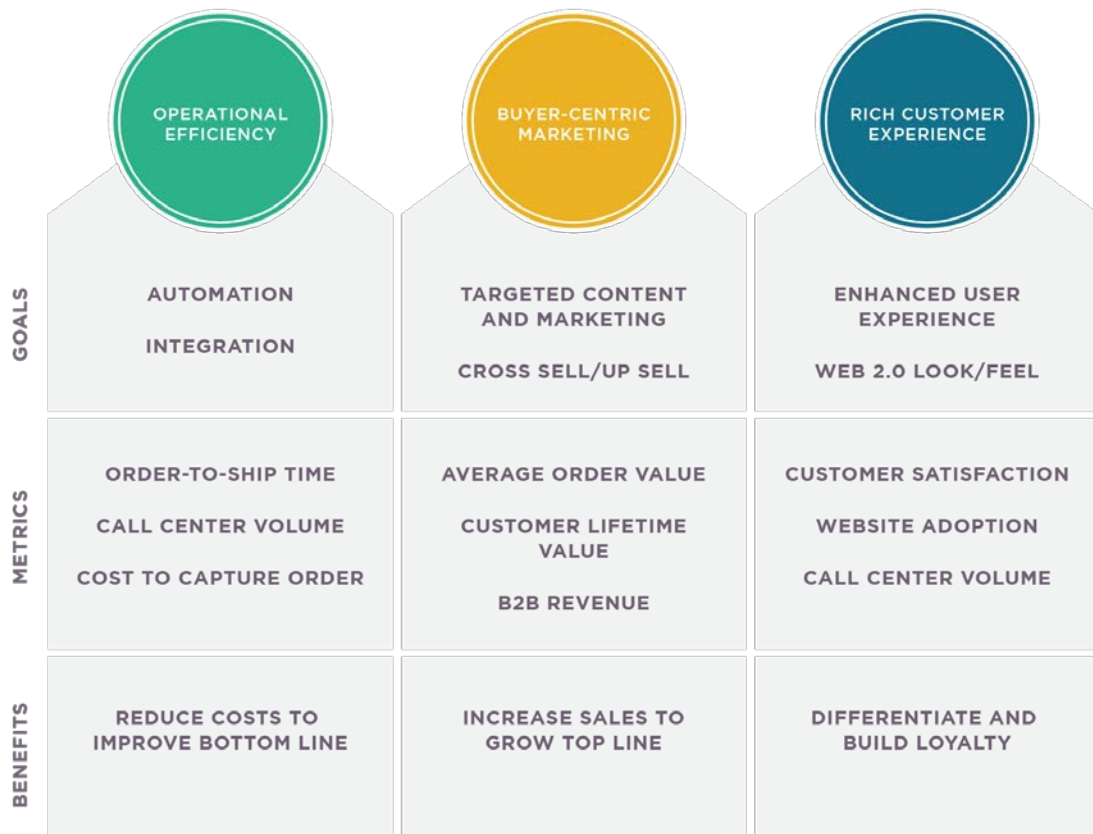 OPERATIONAL
EFFICIENCY
BUYER-CENTRIC
MARKETING
RICH CUSTOMER
EXPERIENCE
GOALS
AUTOMATION
INTEGRATION
TARGETED CONTENT
AND MARKETING
CROSS SELL/UP SELL
ENHANCED USER
EXPERIENCE
WEB 2.0 LOOK/FEEL
METRICS
ORDER-TO-SHIP TIME
CALL CENTER VOLUME
COST TO CAPTURE ORDER
AVERAGE ORDER VALUE
CUSTOMER LIFETIME
VALUE
B2B REVENUE
CUSTOMER SATISFACTION
WEBSITE ADOPTION
CALL CENTER VOLUME
BENEFITS
REDUCE COSTS TO
IMPROVE BOTTOM LINE
INCREASE SALES TO
GROW TOP LINE
DIFFERENTIATE AND
BUILD LOYALTY